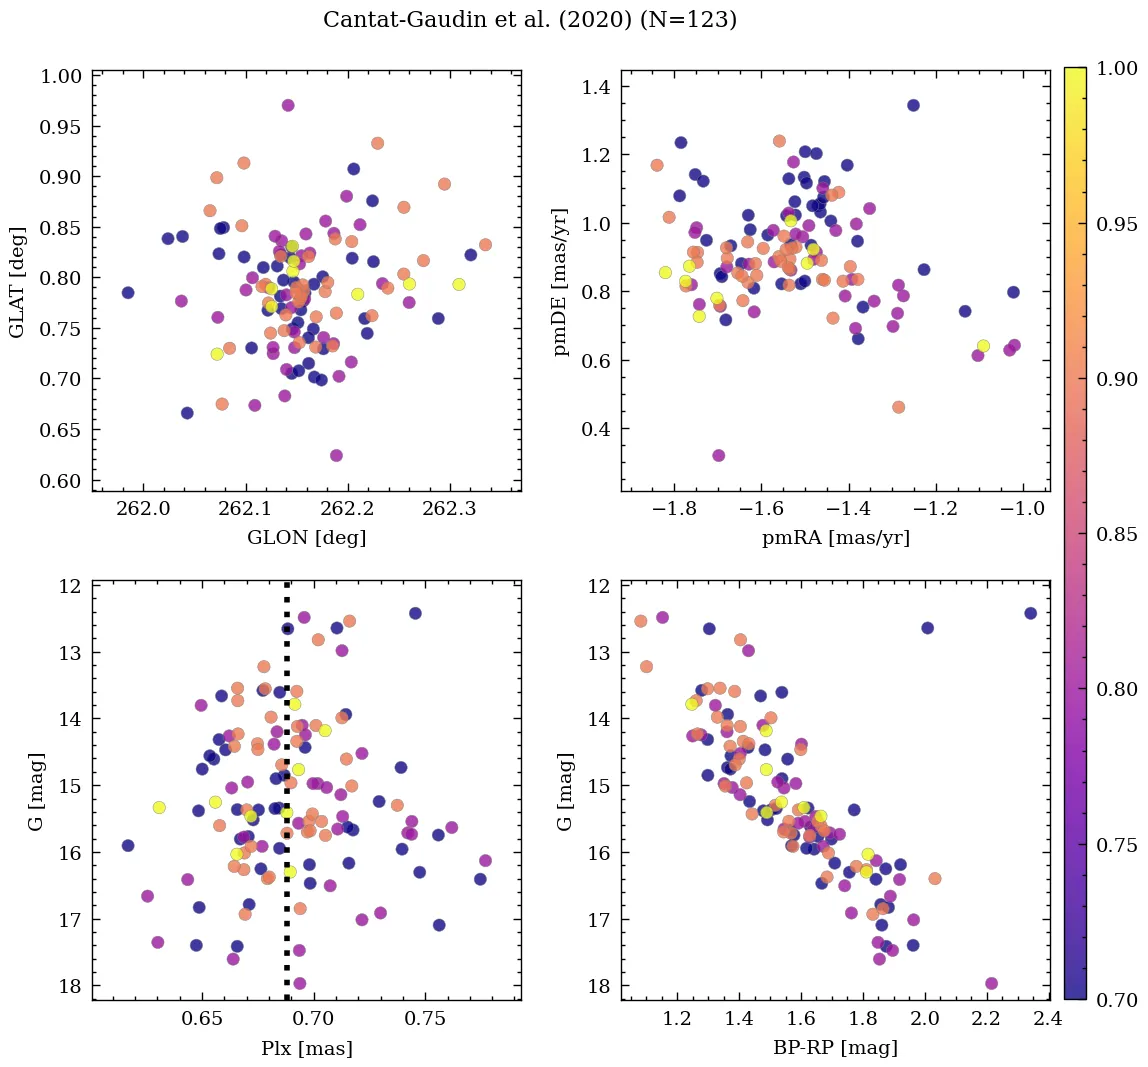 Cantat-Gaudin et al. (2020) (N=123)
1.00
0.95
0.90
0.85
0.80
0.75
0.70
0.65
0.60
GLAT [deg]
262.0 262.1 262.2 262.3
GLON [deg]
1.4
1.2
1.0
0.8
0.6
0.4
pmDE [mas/yr]
−1.8 −1.6 −1.4 −1.2 −1.0
pmRA [mas/yr]
12
13
14
15
16
17
18
G [mag]
0.65 0.70 0.75
Plx [mas]
12
13
14
15
16
17
18
G [mag]
1.2 1.4 1.6 1.8 2.0 2.2 2.4
BP-RP [mag]
1.00
0.95
0.90
0.85
0.80
0.75
0.70